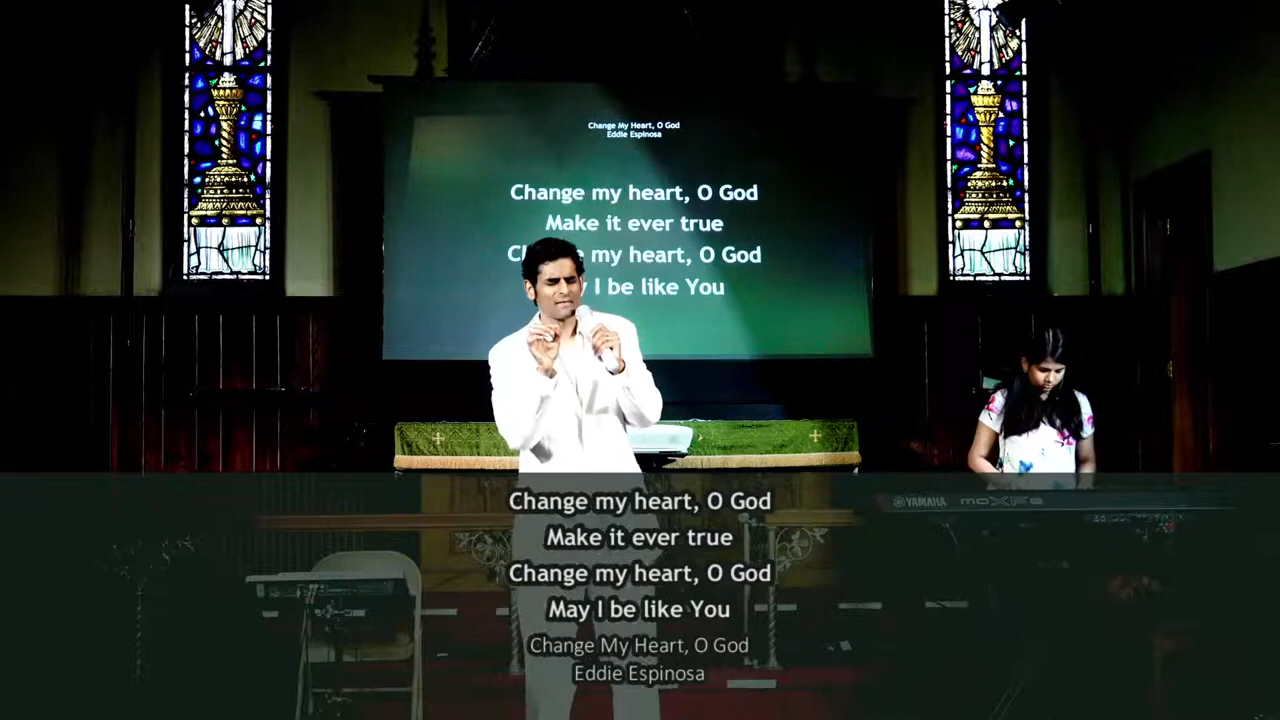 Change My Heart, O God
Eddie Espinosa
Change my heart, O God
Make it ever true
my heart, O God
I be like You
YAMAHA MOXF8
Change my heart, O God
Make it ever true
Change my heart, O God
May I be like You
Change My Heart, O God
Eddie Espinosa